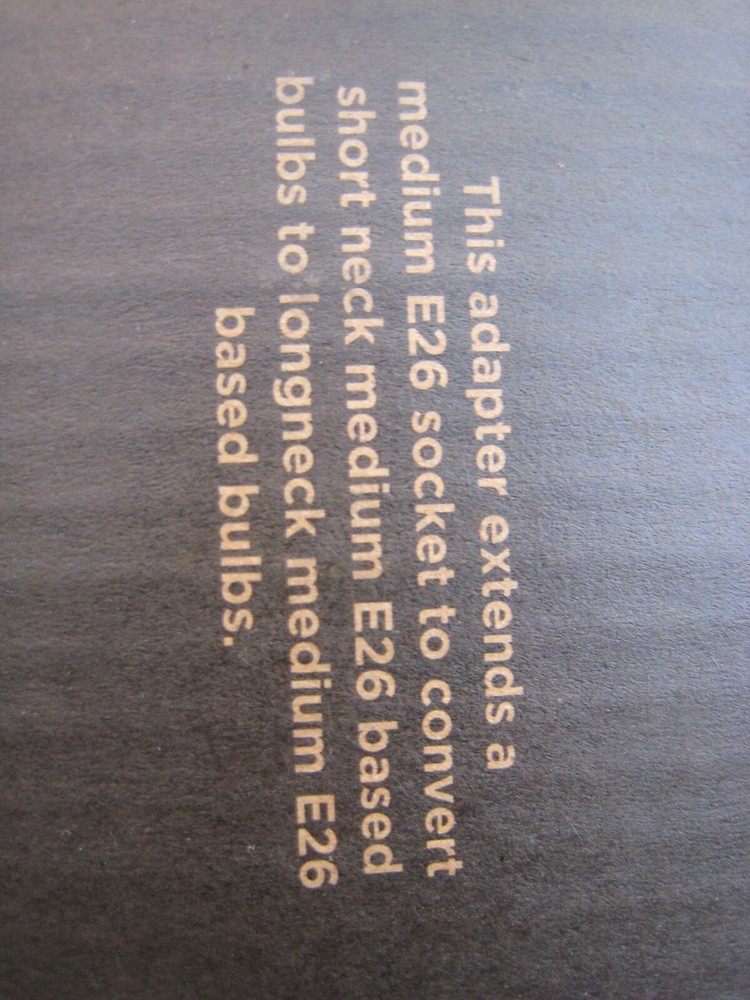 This adapter extends a
medium E26 socket to convert
short neck medium E26 based
bulbs to longneck medium E26
based bulbs.